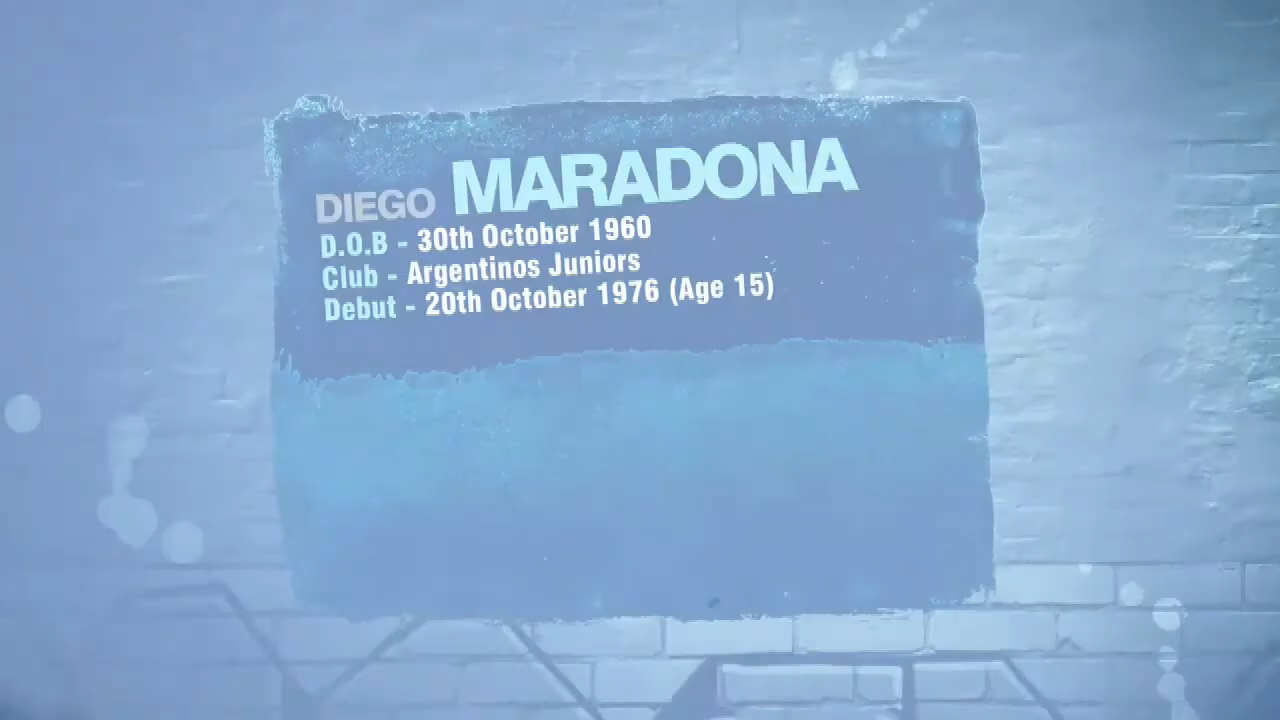 DIEGO MARADONA
D.O.B - 30th October 1960
Club - Argentinos Juniors
Debut - 20th October 1976 (Age 15)